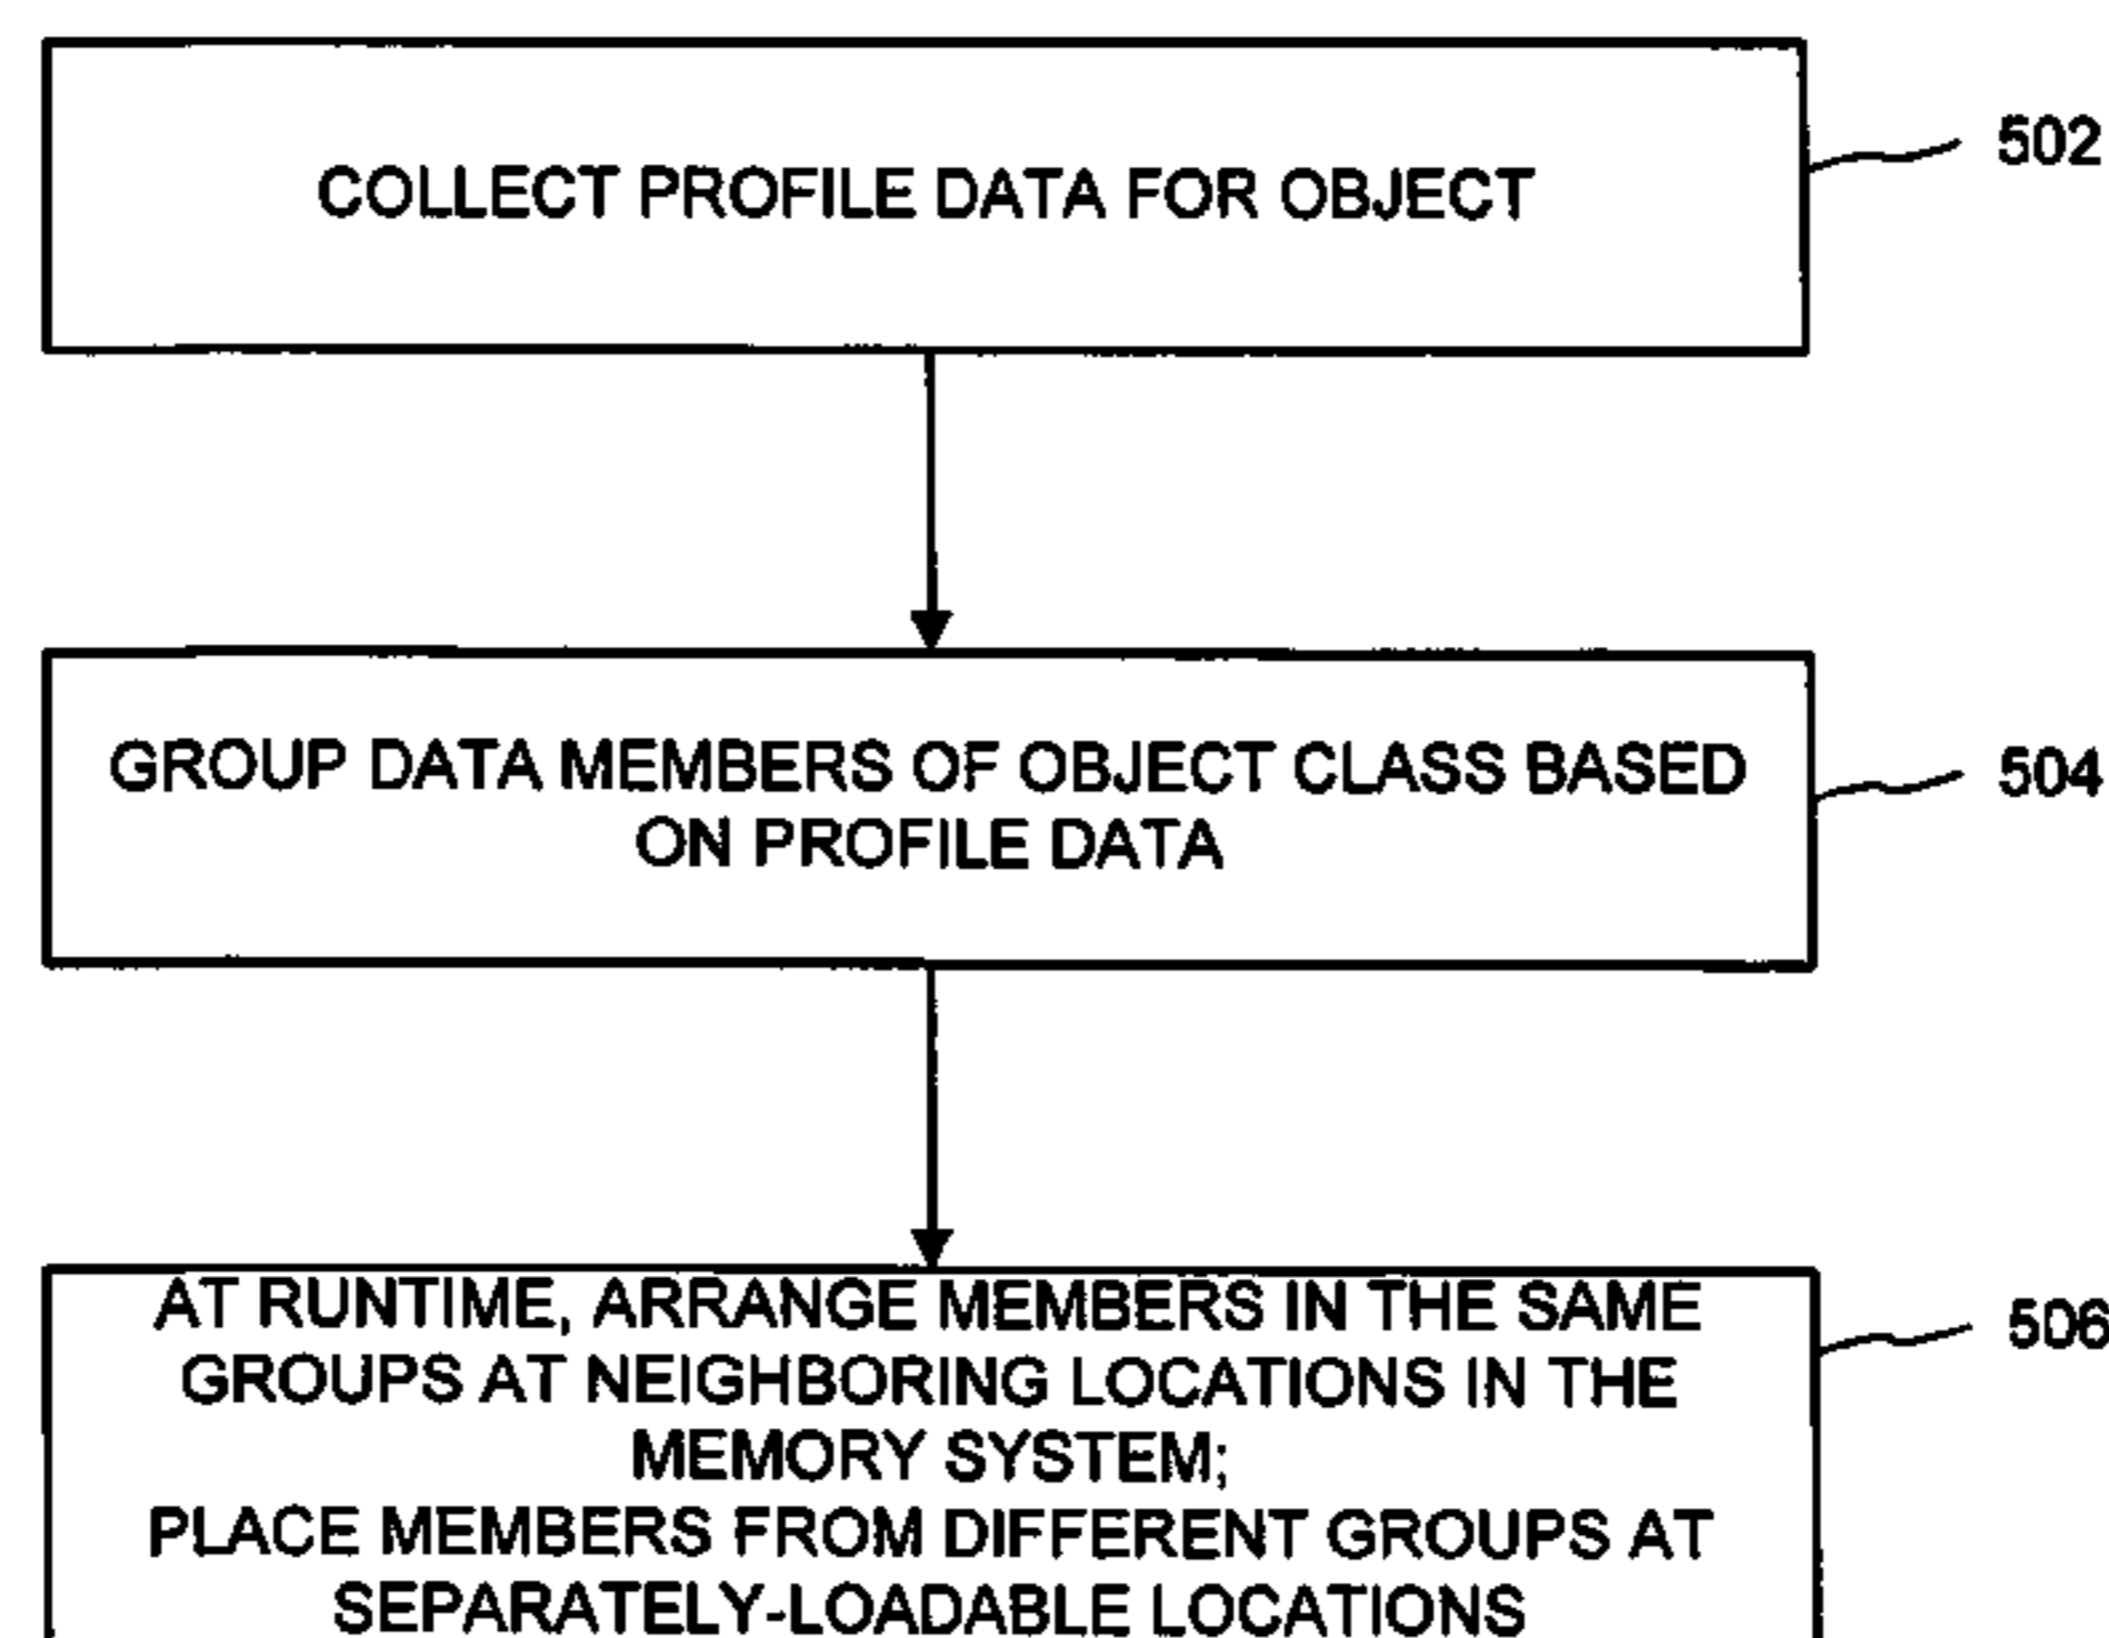 COLLECT PROFILE DATA FOR OBJECT
502
GROUP DATA MEMBERS OF OBJECT CLASS BASED
ON PROFILE DATA
504
AT RUNTIME, ARRANGE MEMBERS IN THE SAME
GROUPS AT NEIGHBORING LOCATIONS IN THE
MEMORY SYSTEM;
PLACE MEMBERS FROM DIFFERENT GROUPS AT
SEPARATELY-LOADABLE LOCATIONS
506